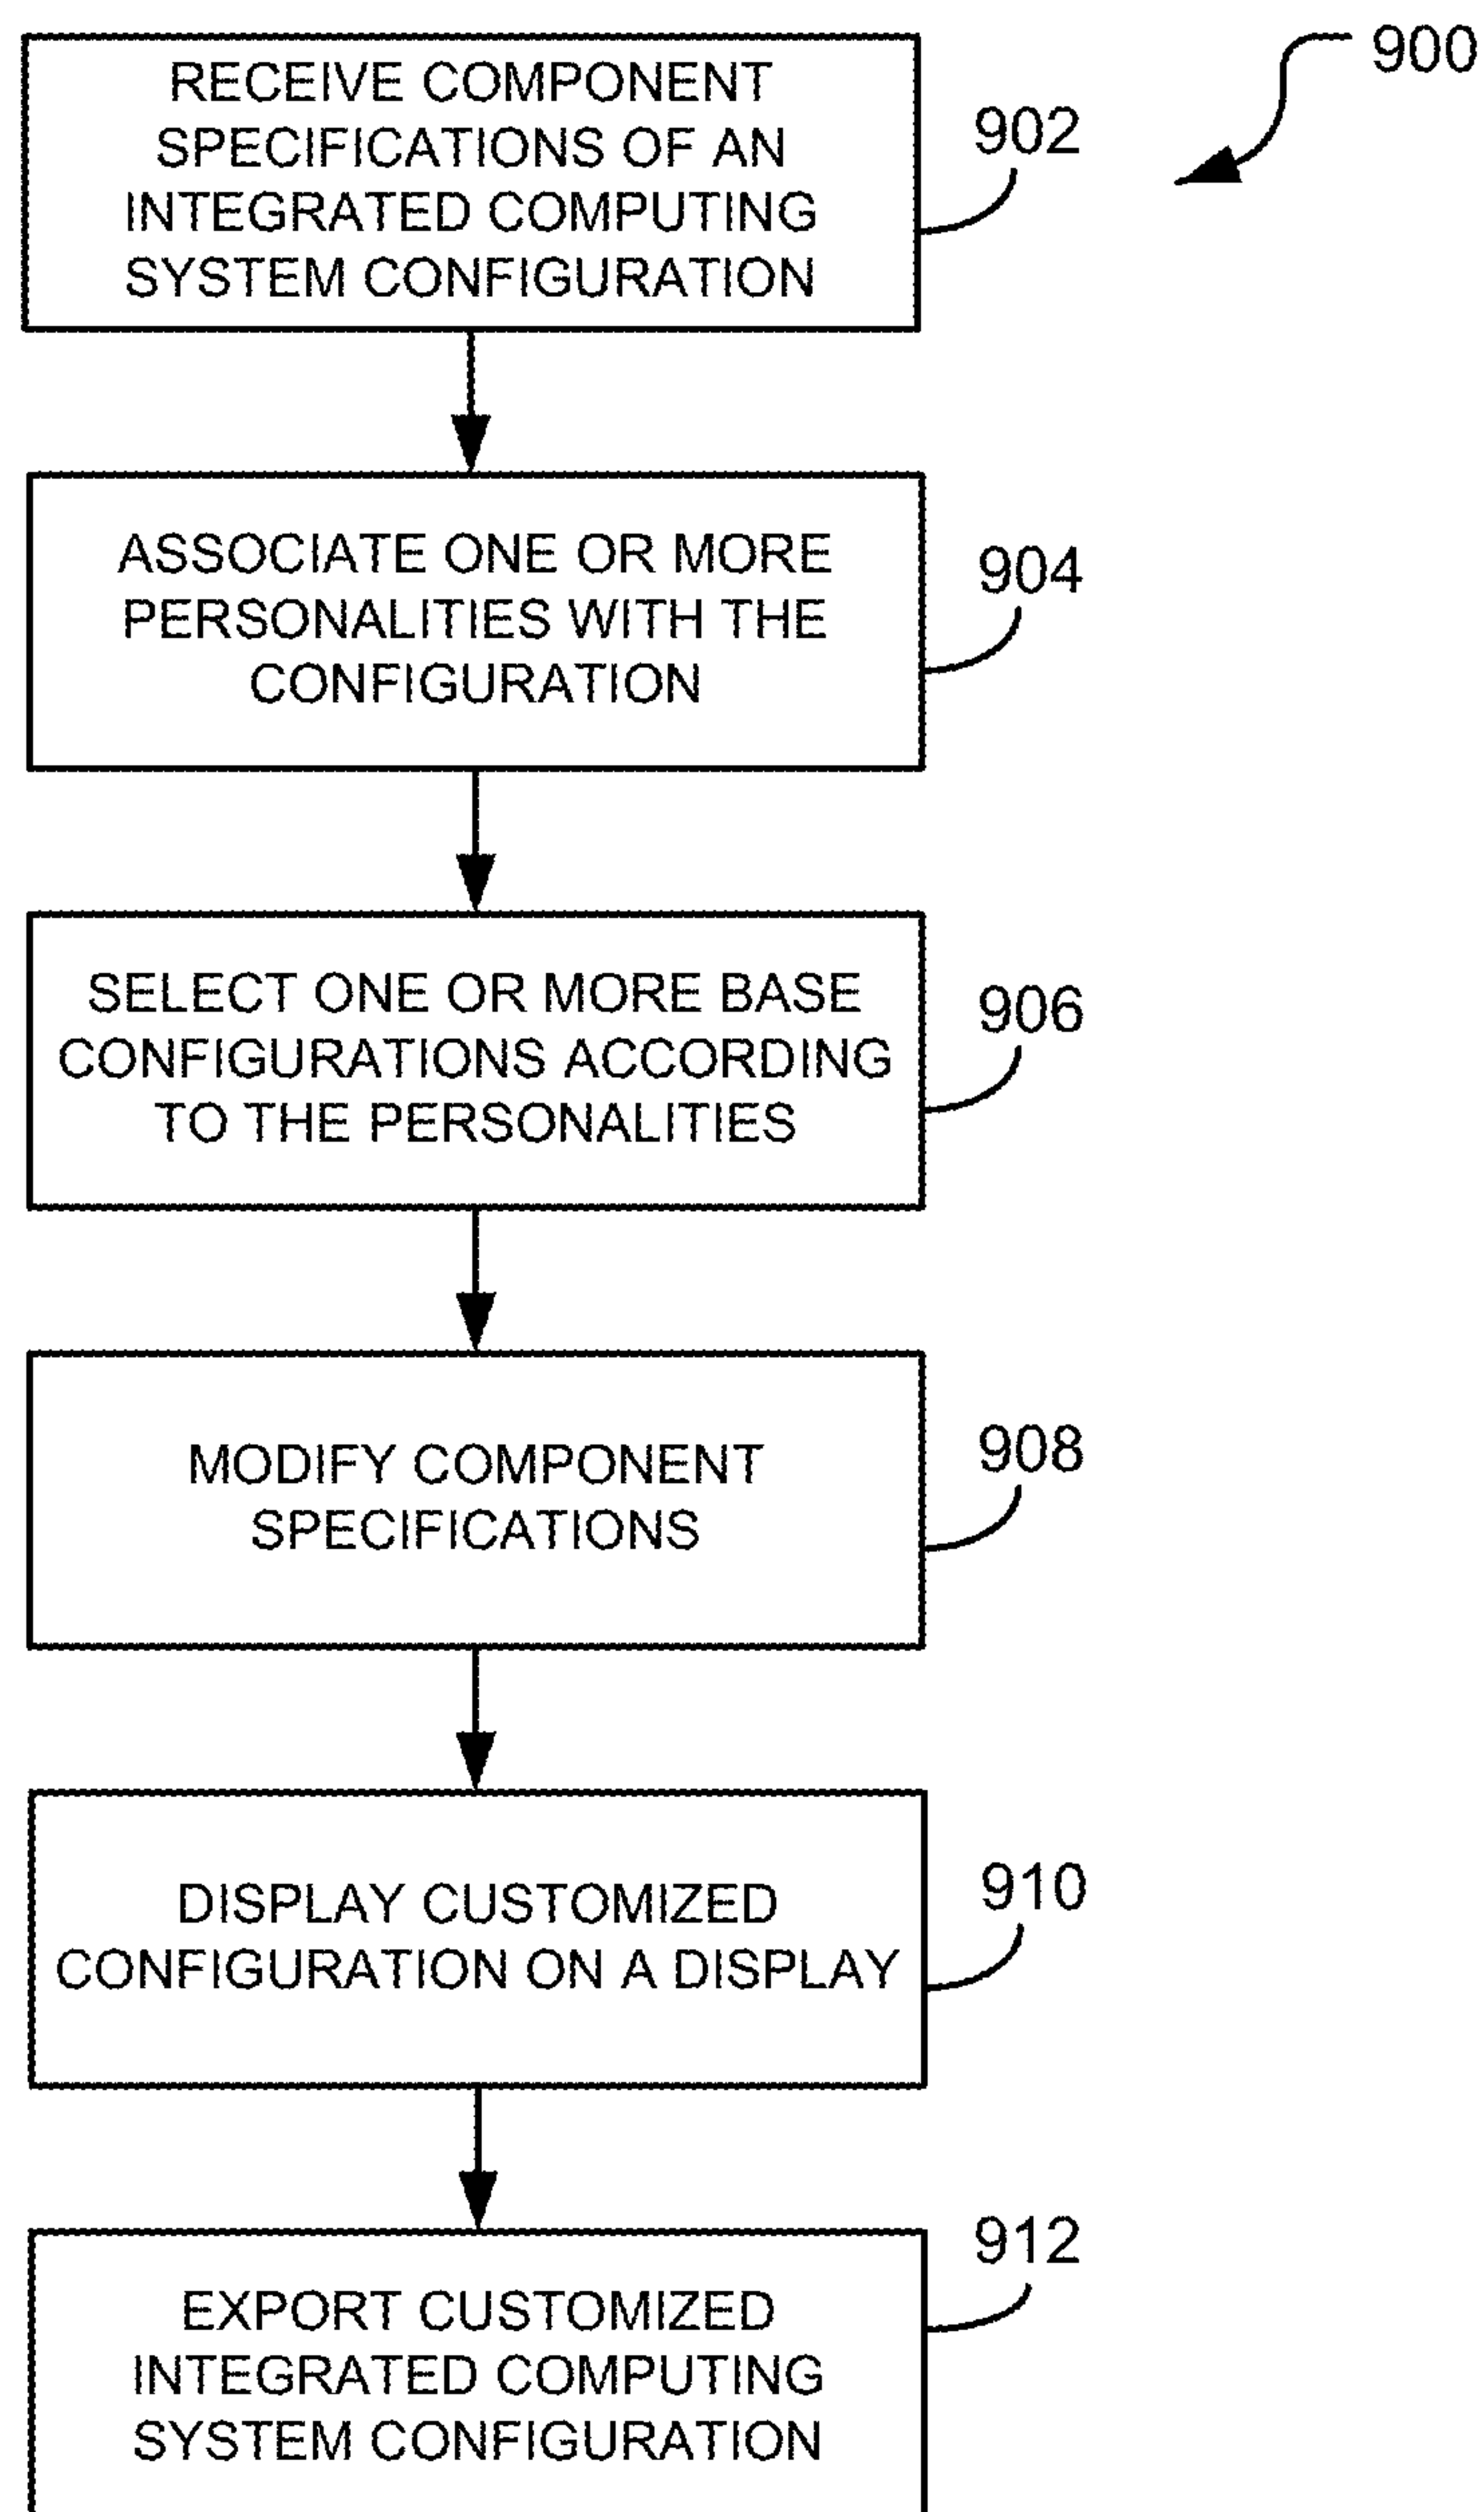 900
RECEIVE COMPONENT
SPECIFICATIONS OF AN
INTEGRATED COMPUTING
SYSTEM CONFIGURATION
902
ASSOCIATE ONE OR MORE
PERSONALITIES WITH THE
CONFIGURATION
904
SELECT ONE OR MORE BASE
CONFIGURATIONS ACCORDING
TO THE PERSONALITIES
906
MODIFY COMPONENT
SPECIFICATIONS
908
DISPLAY CUSTOMIZED
CONFIGURATION ON A DISPLAY
910
EXPORT CUSTOMIZED
INTEGRATED COMPUTING
SYSTEM CONFIGURATION
912